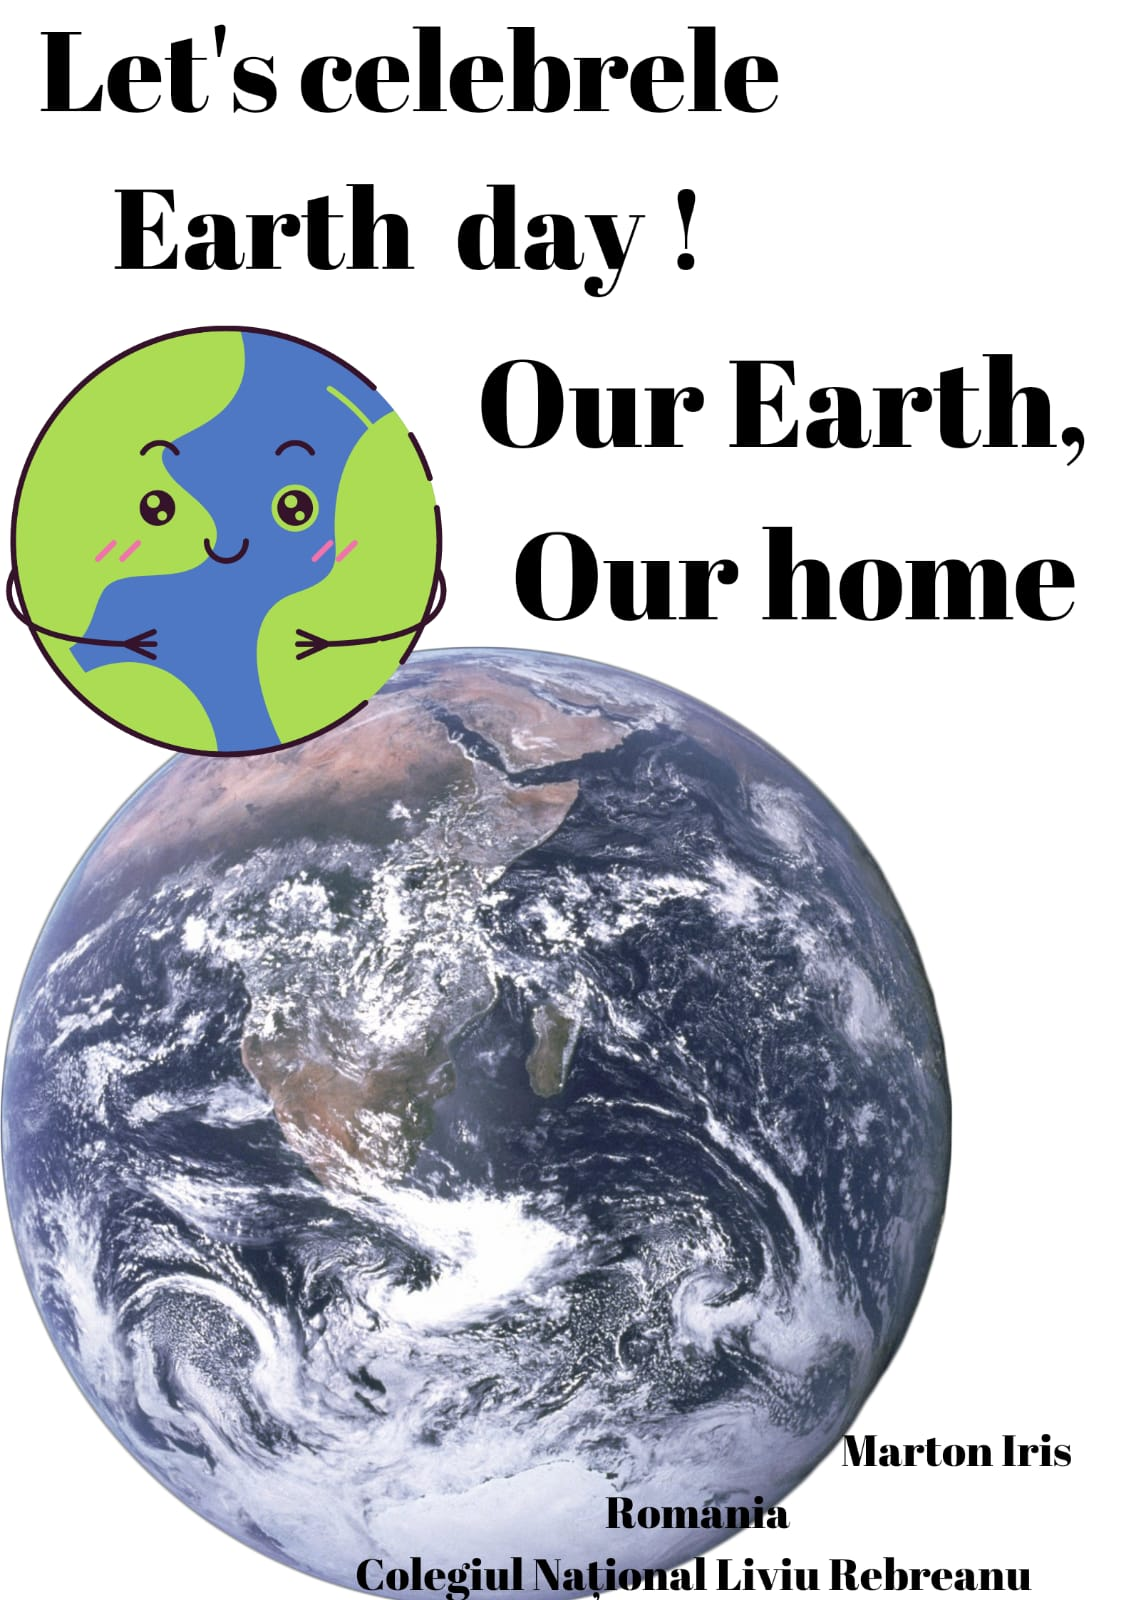 Let's celebrele
Earth day !
Our Earth,
Our home
Marton Iris
Romania
Colegiul Național Liviu Rebreanu